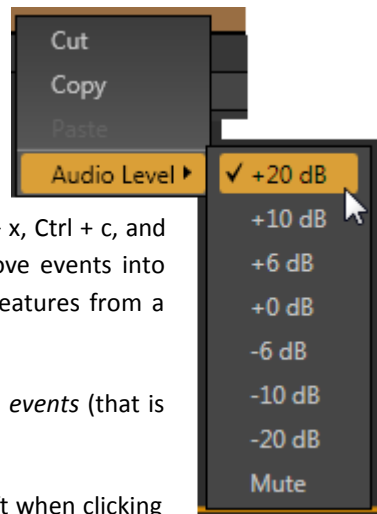 Cut
Copy
Paste
Audio Level
+20 dB
+10 dB
+6 dB
+0 dB
-6 dB
-10 dB
-20 dB
Mute
x, Ctrl + c, and
ove events into
eatures from a
events (that is
t when clicking